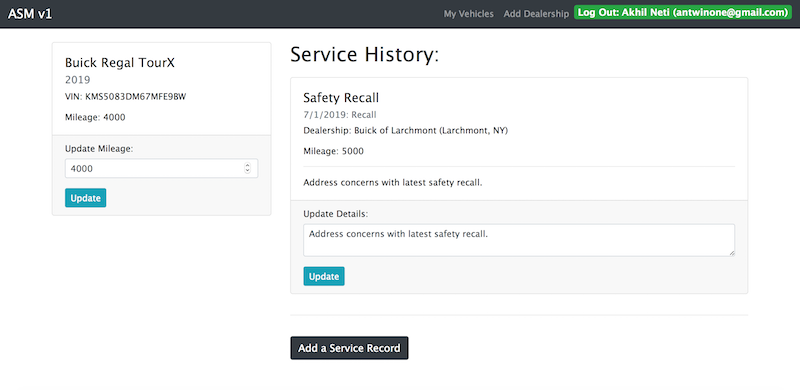 ASM v1
My Vehicles
Add Dealership
Log Out: Akhil Neti (antwinone@gmail.com)
Buick Regal TourX
2019
VIN: KMS5083DM67MFE98W
Mileage: 4000
Update Mileage:
4000
Update
Service History:
Safety Recall
7/1/2019: Recall
Dealership: Buick of Larchmont (Larchmont, NY)
Mileage: 5000
Address concerns with latest safety recall.
Update Details:
Address concerns with latest safety recall.
Update
Add a Service Record